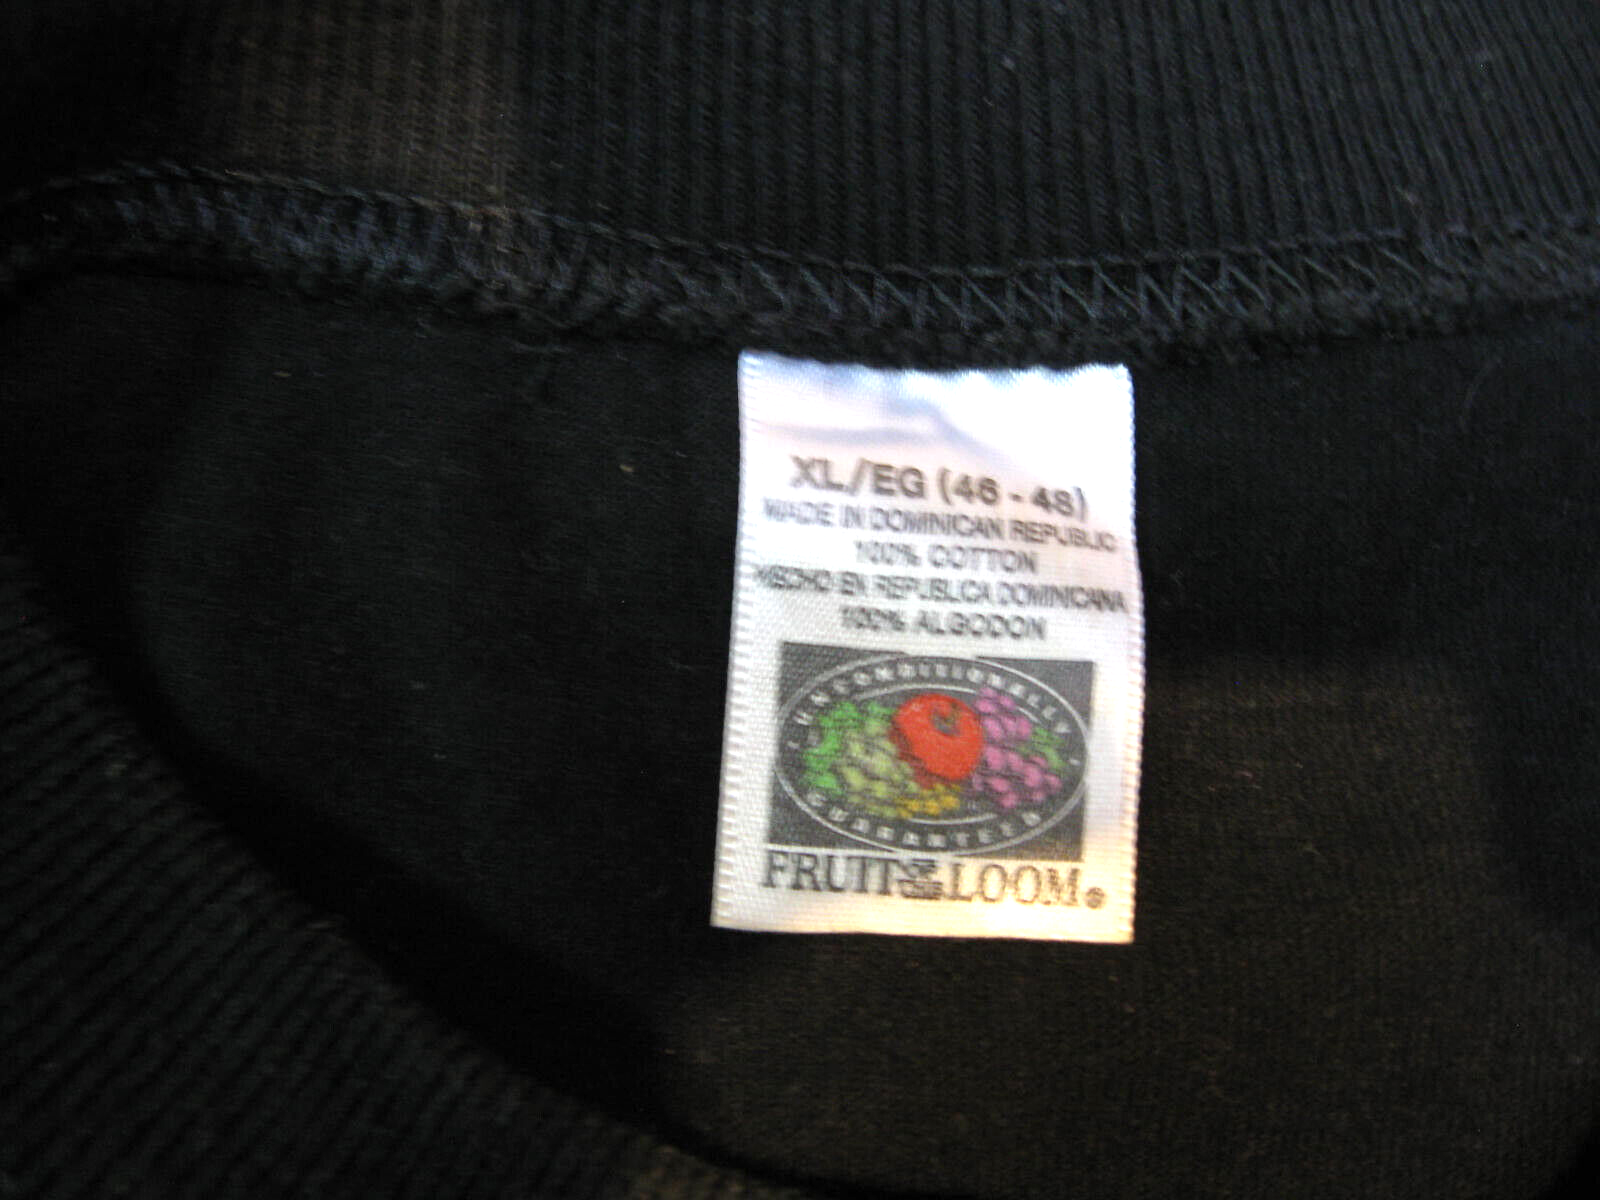 XL/EG (46 - 48)
MADE IN DOMINICAN REPUBLIC
100% COTTON
HECHO EN REPUBLICA DOMINICANA
100% ALGODON
UNCONDITIONALLY
GUARANTEED
FRUIT OF THE LOOM®